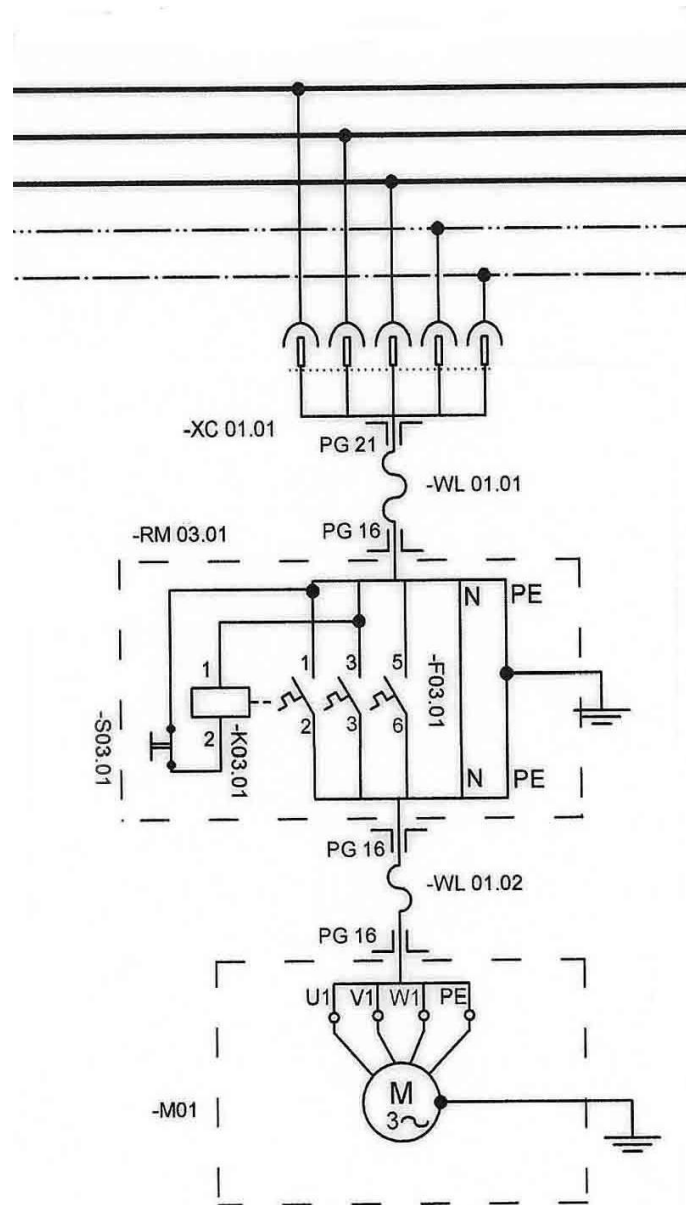 -XC 01.01
PG 21
-WL 01.01
-RM 03.01
PG 16
N
PE
1
1
3
5
-F03.01
2
2
3
6
-K03.01
-S03.01
N
PE
PG 16
-WL 01.02
PG 16
U1
V1
W1
PE
M
3~
-M01